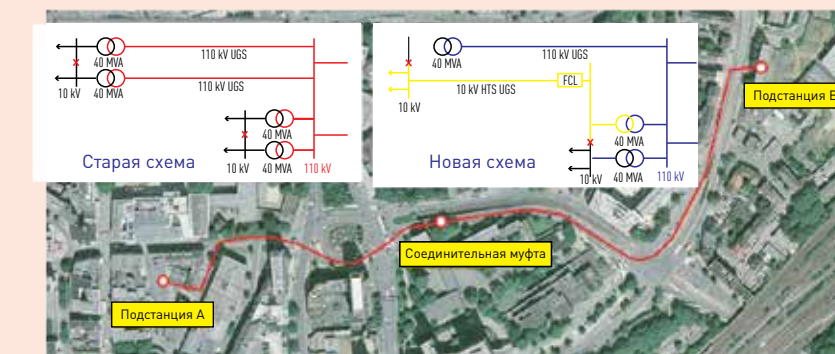 110 kV UGS
40 MVA
110 kV UGS
10 kV
40 MVA
40 MVA
10 kV
40 MVA
110 kV
Старая схема
110 kV UGS
40 MVA
10 kV HTS UGS
FCL
10 kV
40 MVA
10 kV
40 MVA
110 kV
Новая схема
Подстанция В
Соединительная муфта
Подстанция А